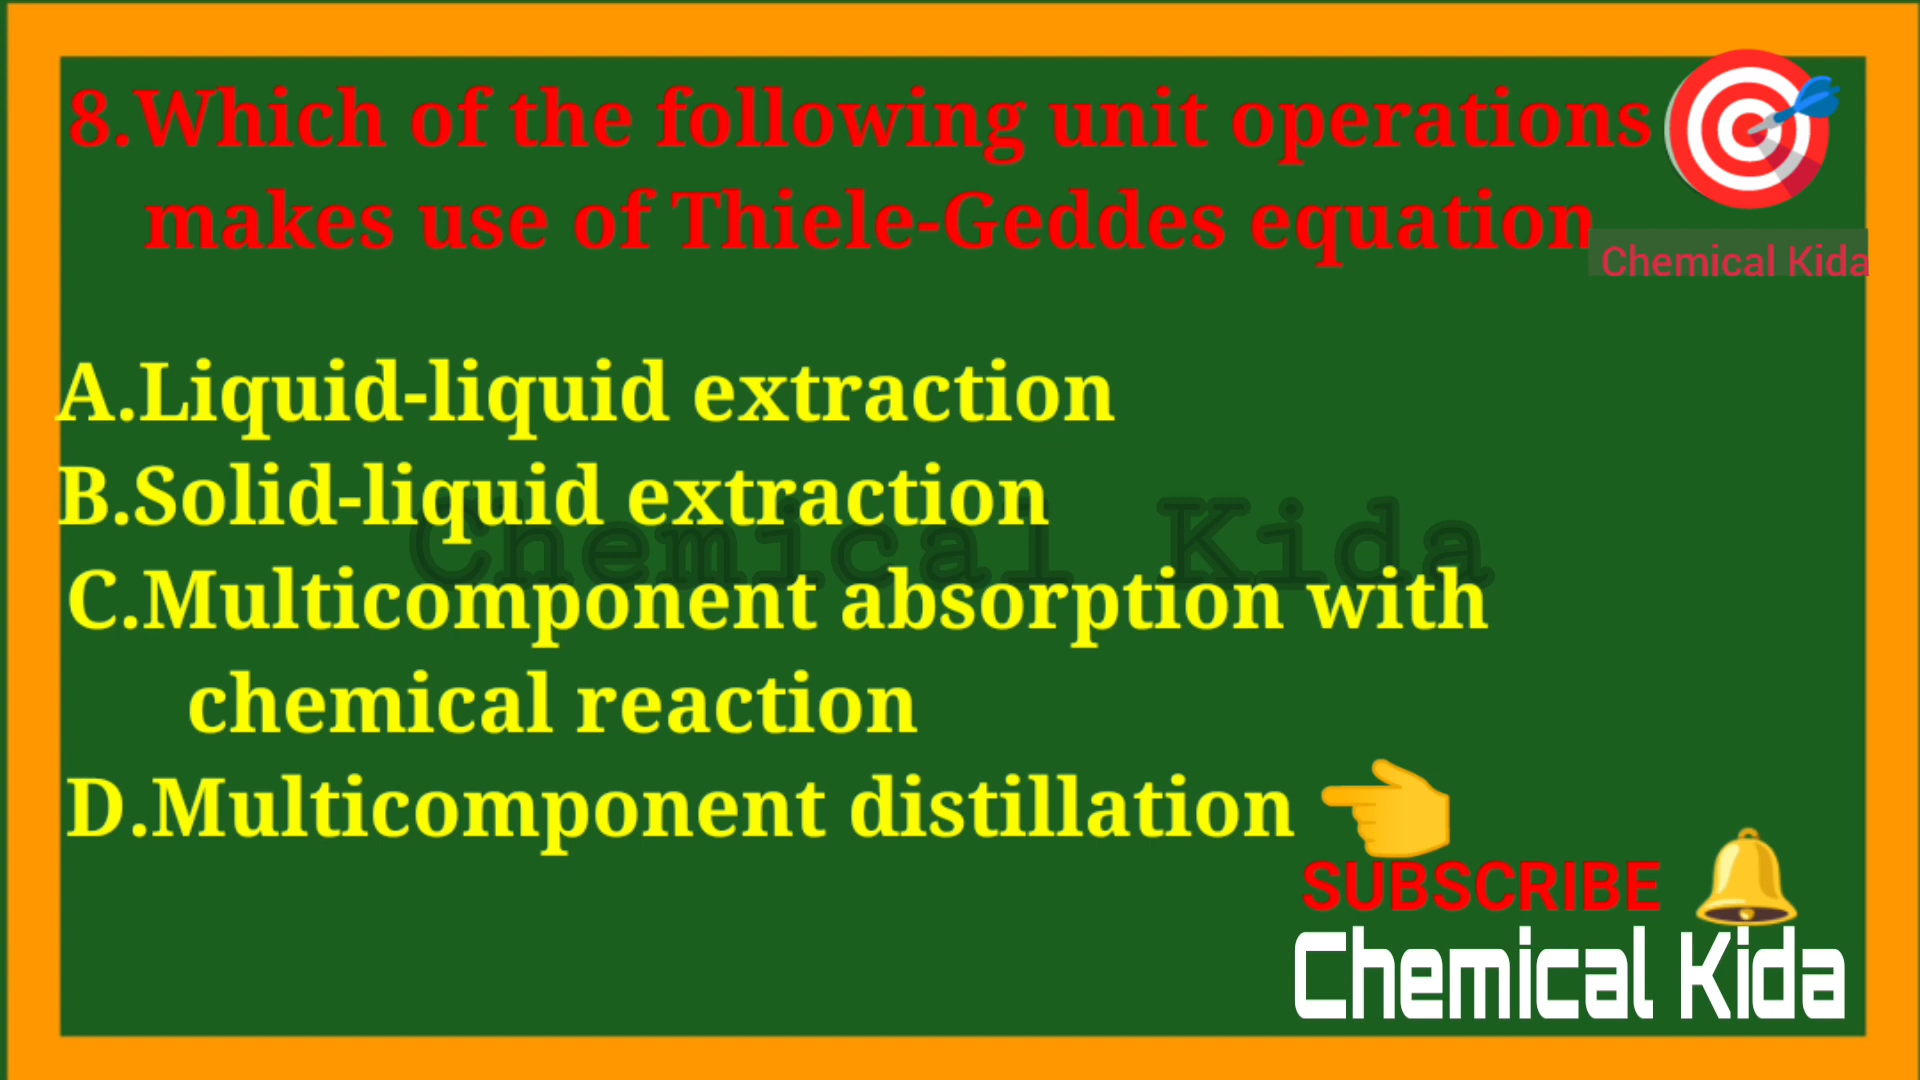 8.Which of the following unit operations
makes use of Thiele-Geddes equation
Chemical Kida
A.Liquid-liquid extraction
B.Solid-liquid extraction
Chemical Kida
C.Multicomponent absorption with
chemical reaction
D.Multicomponent distillation
SUBSCRIBE
Chemical Kida